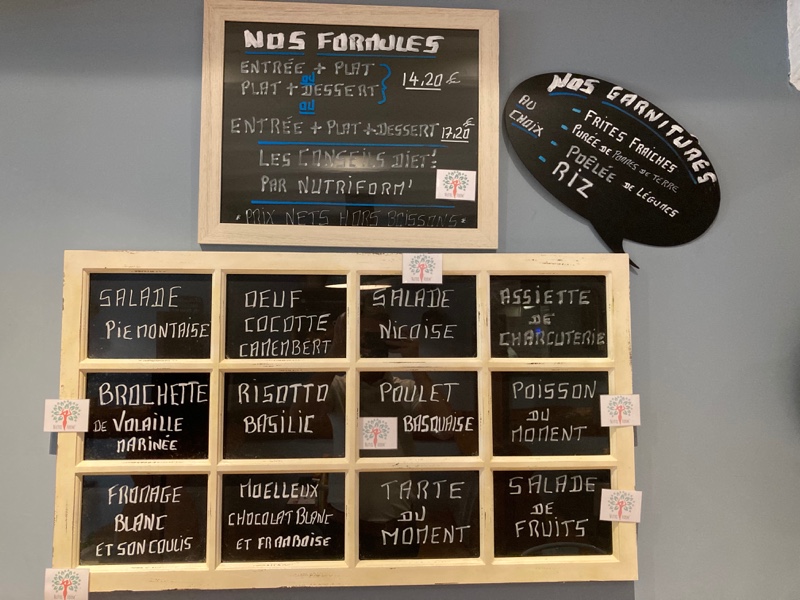 NOS FORMULES
ENTRÉE + PLAT
OU
PLAT + DESSERT
14,20 €
OU
ENTRÉE + PLAT + DESSERT 17,20 €
LES CONSEILS DIET!
PAR NUTRIFORM'
*PRIX NETS HORS BOISSONS*
NOS GARNITURES
AU
CHOIX
- FRITES FRAICHES
- PURÉE DE POMMES DE TERRE
- POÊLÉE DE LÉGUMES
- RIZ
SALADE
PIEMONTAISE
OEUF
COCOTTE
CAMEMBERT
SALADE
NICOISE
ASSIETTE
DE
CHARCUTERIE
BROCHETTE
DE VOLAILLE
MARINÉE
RISOTTO
BASILIC
POULET
BASQUAISE
POISSON
DU
MOMENT
FROMAGE
BLANC
ET SON COULIS
MOELLEUX
CHOCOLAT BLANC
ET FRAMBOISE
TARTE
DU
MOMENT
SALADE
DE
FRUITS